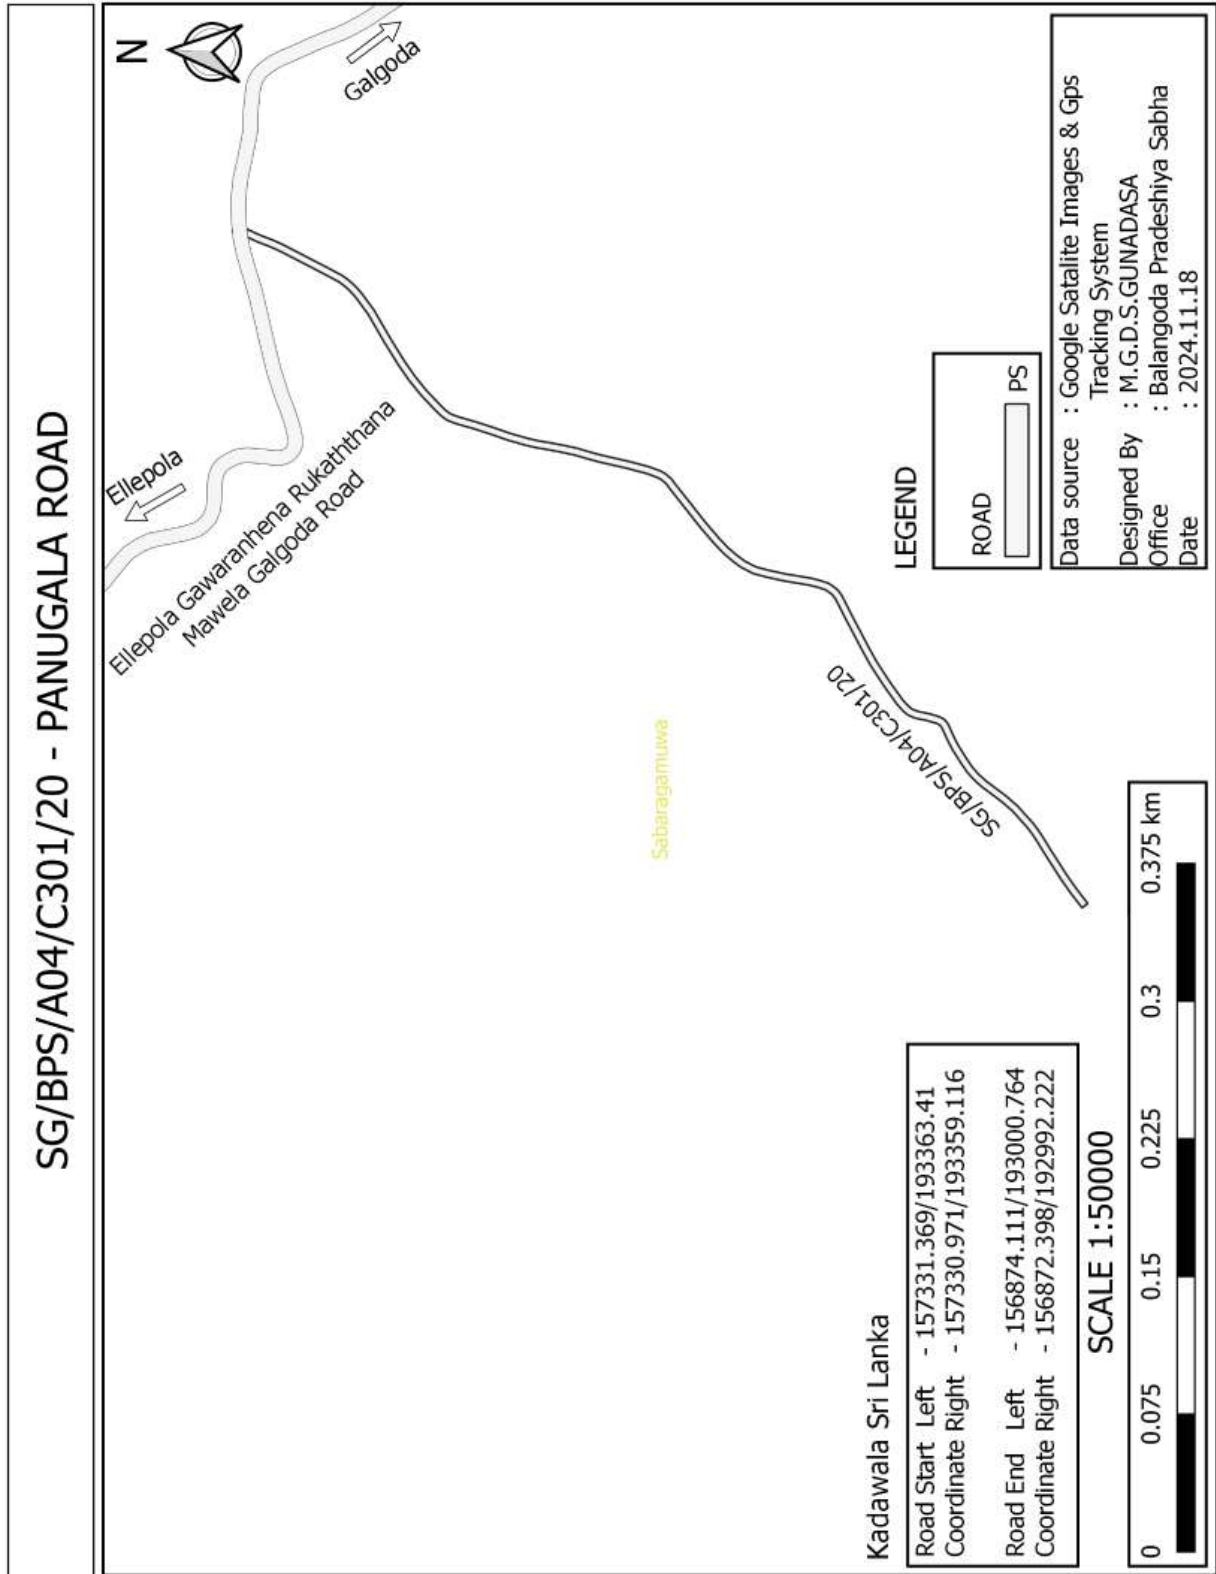 SG/BPS/A04/C301/20 - PANUGALA ROAD
N
Galgoda
Ellepola
Ellepola Gawaranhena Rukaththana
Mawela Galgoda Road
SG/BPS/A04/C301/20
Sabaragamuwa
Kadawala Sri Lanka
Road Start Left - 157331.369/193363.41
Coordinate Right - 157330.971/193359.116
Road End Left - 156874.111/193000.764
Coordinate Right - 156872.398/192992.222
SCALE 1:50000
0 0.075 0.15 0.225 0.3 0.375 km
LEGEND
ROAD
PS
Data source : Google Satalite Images & Gps
Tracking System
Designed By : M.G.D.S.GUNADASA
Office : Balangoda Pradeshiya Sabha
Date : 2024.11.18